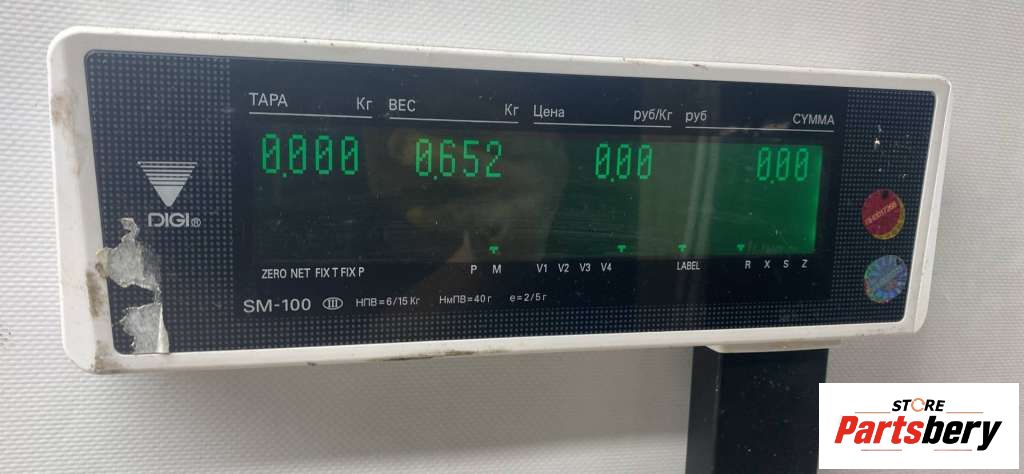 ТАРА Кг ВЕС Кг Цена руб/Кг руб СУММА
0.000 0.652 0.00 0.00
DIGI®
ZERO NET FIX T FIX P P M V1 V2 V3 V4 LABEL R X S Z
SM-100 III НПВ=6/15 Кг НмПВ=40 г е=2/5 г
STORE
Partsbery